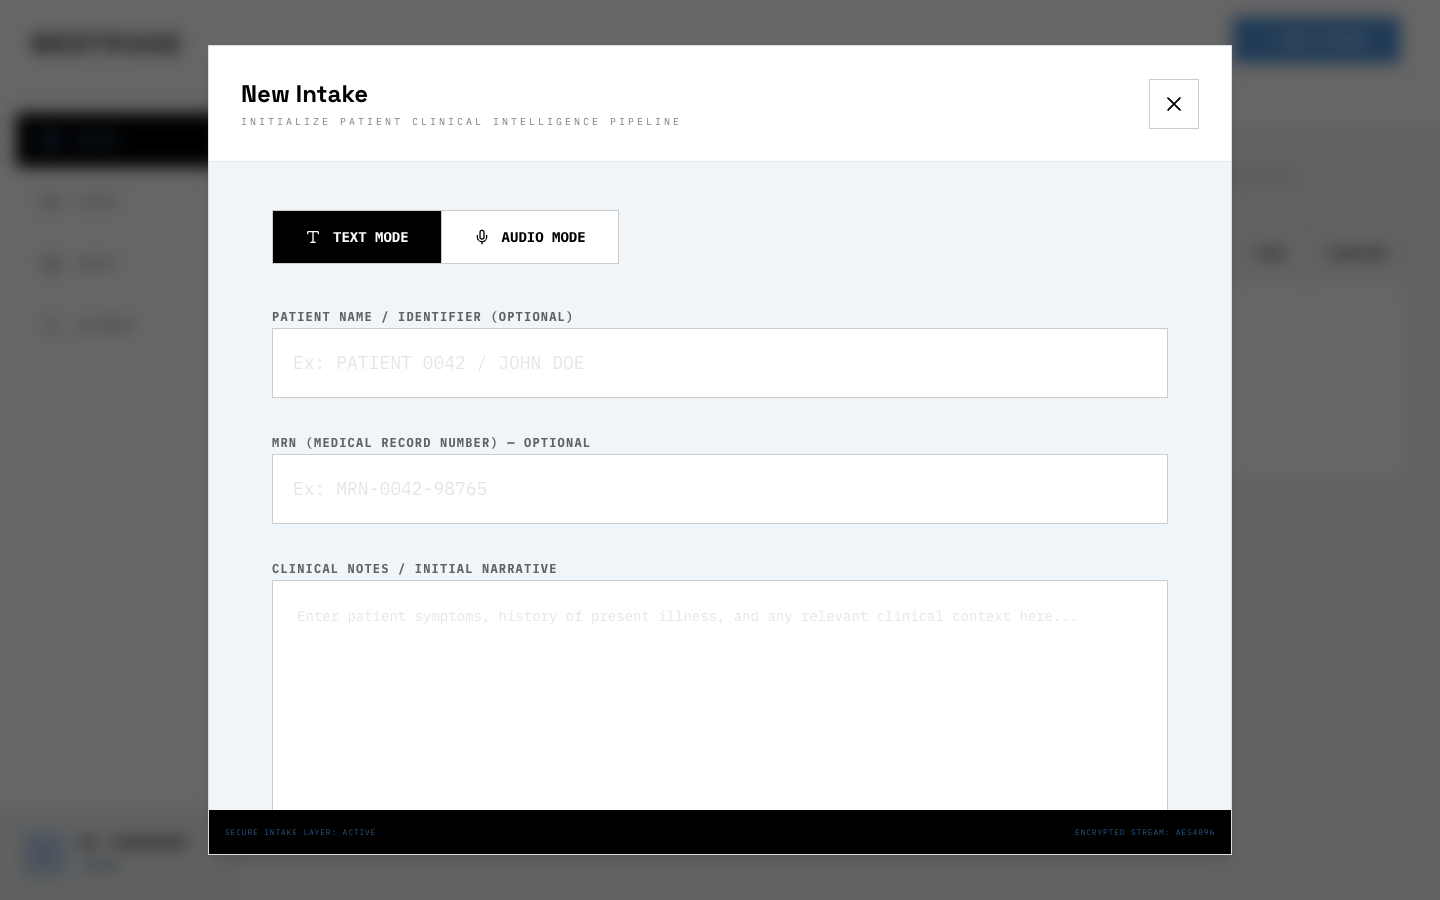 New Intake
INITIALIZE PATIENT CLINICAL INTELLIGENCE PIPELINE
TEXT MODE
AUDIO MODE
PATIENT NAME / IDENTIFIER (OPTIONAL)
Ex: PATIENT 0042 / JOHN DOE
MRN (MEDICAL RECORD NUMBER) — OPTIONAL
Ex: MRN-0042-98765
CLINICAL NOTES / INITIAL NARRATIVE
Enter patient symptoms, history of present illness, and any relevant clinical context here...
SECURE INTAKE LAYER: ACTIVE
ENCRYPTED STREAM: AES4096